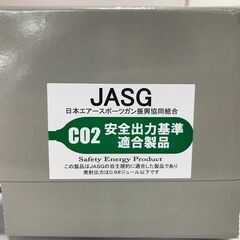 JASG
日本エアースポーツガン振興協同組合
CO2 安全出力基準
適合製品
Safety Energy Product
この製品はJASGの自主規約に適合した製品であり
発射出力は0.98ジュール以下です